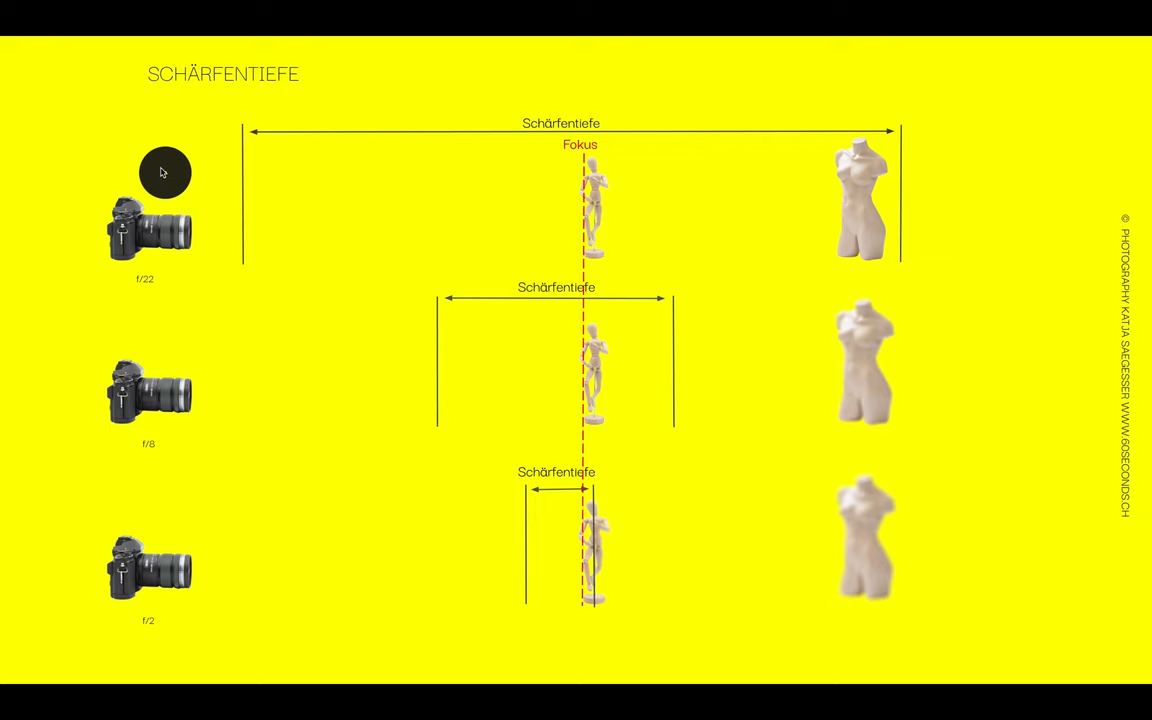 SCHÄRFENTIEFE
Schärfentiefe
Fokus
f/22
Schärfentiefe
f/8
Schärfentiefe
f/2
© PHOTOGRAPHY KATJA SAEGESSER WWW.60SECONDS.CH